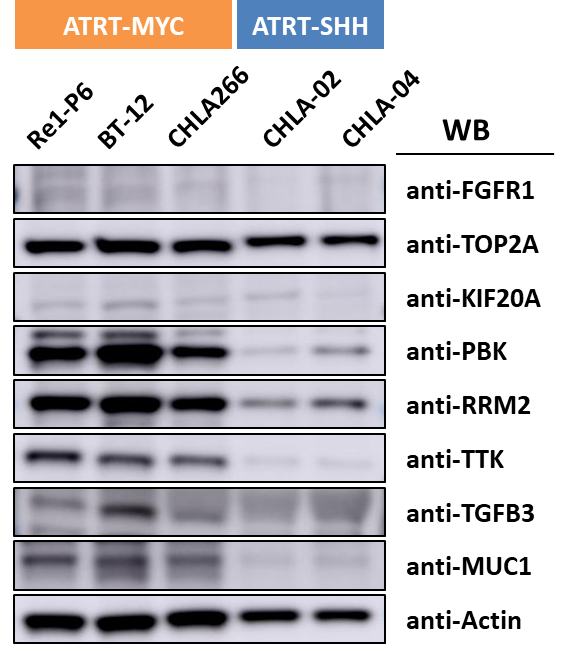 ATRT-MYC ATRT-SHH
Re1-P6 BT-12 CHLA266 CHLA-02 CHLA-04
WB
anti-FGFR1
anti-TOP2A
anti-KIF20A
anti-PBK
anti-RRM2
anti-TTK
anti-TGFB3
anti-MUC1
anti-Actin